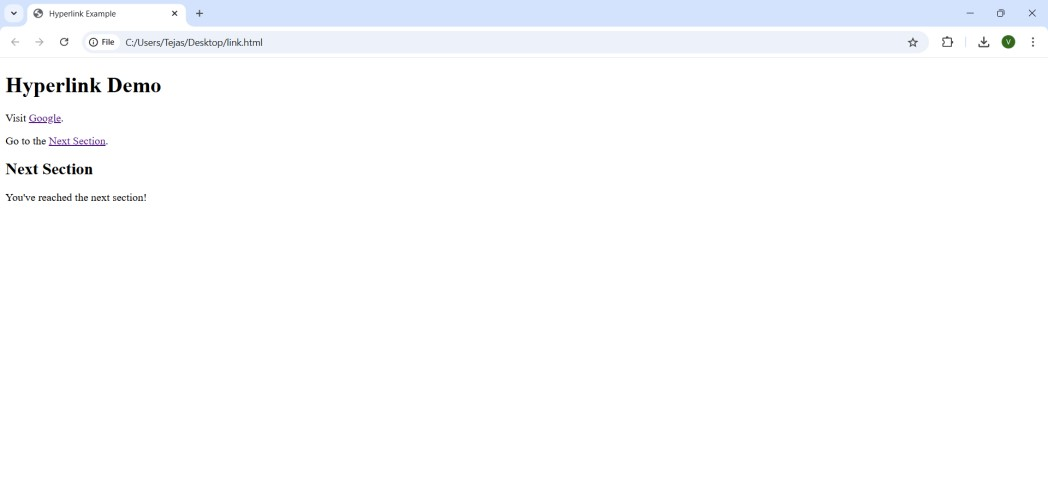 Hyperlink Example
File C:/Users/Tejas/Desktop/link.html
V
Hyperlink Demo
Visit Google.
Go to the Next Section.
Next Section
You've reached the next section!